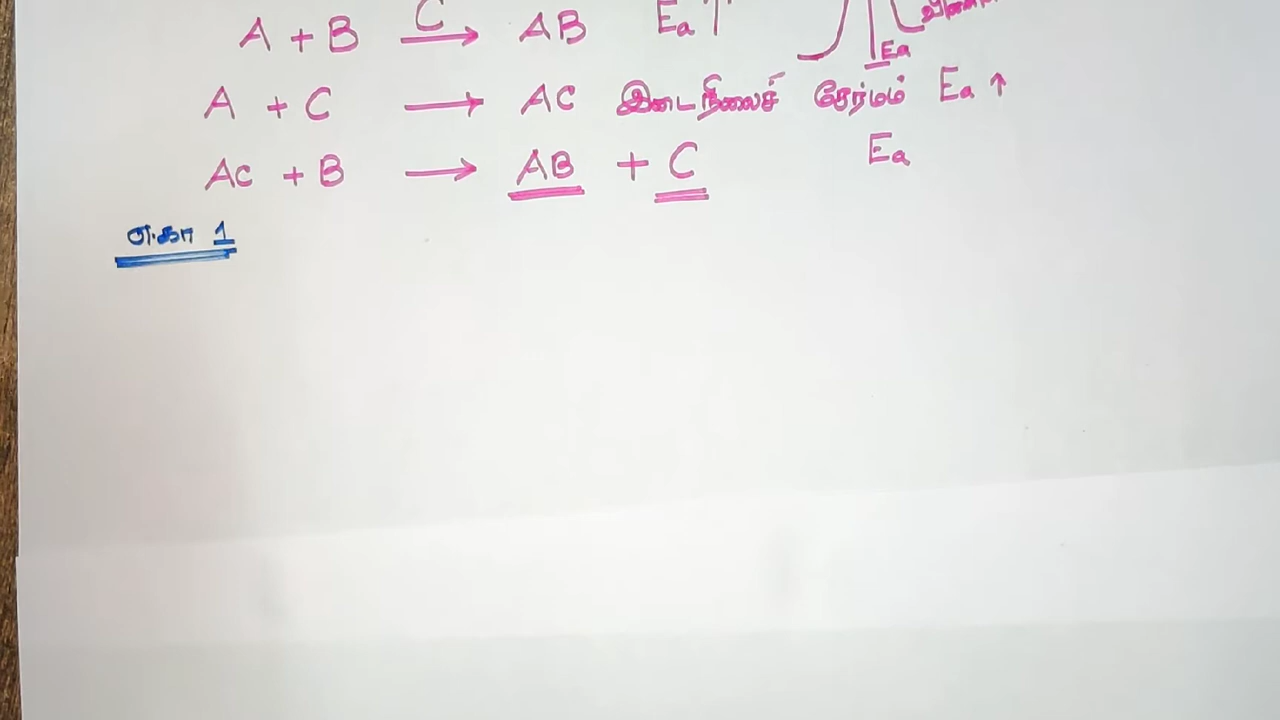 A + B —C→ AB Ea ↑
Ea
A + C → AC இடைநிலைச் சேர்மம் Ea ↑
AC + B → AB + C Ea
எ.கா 1